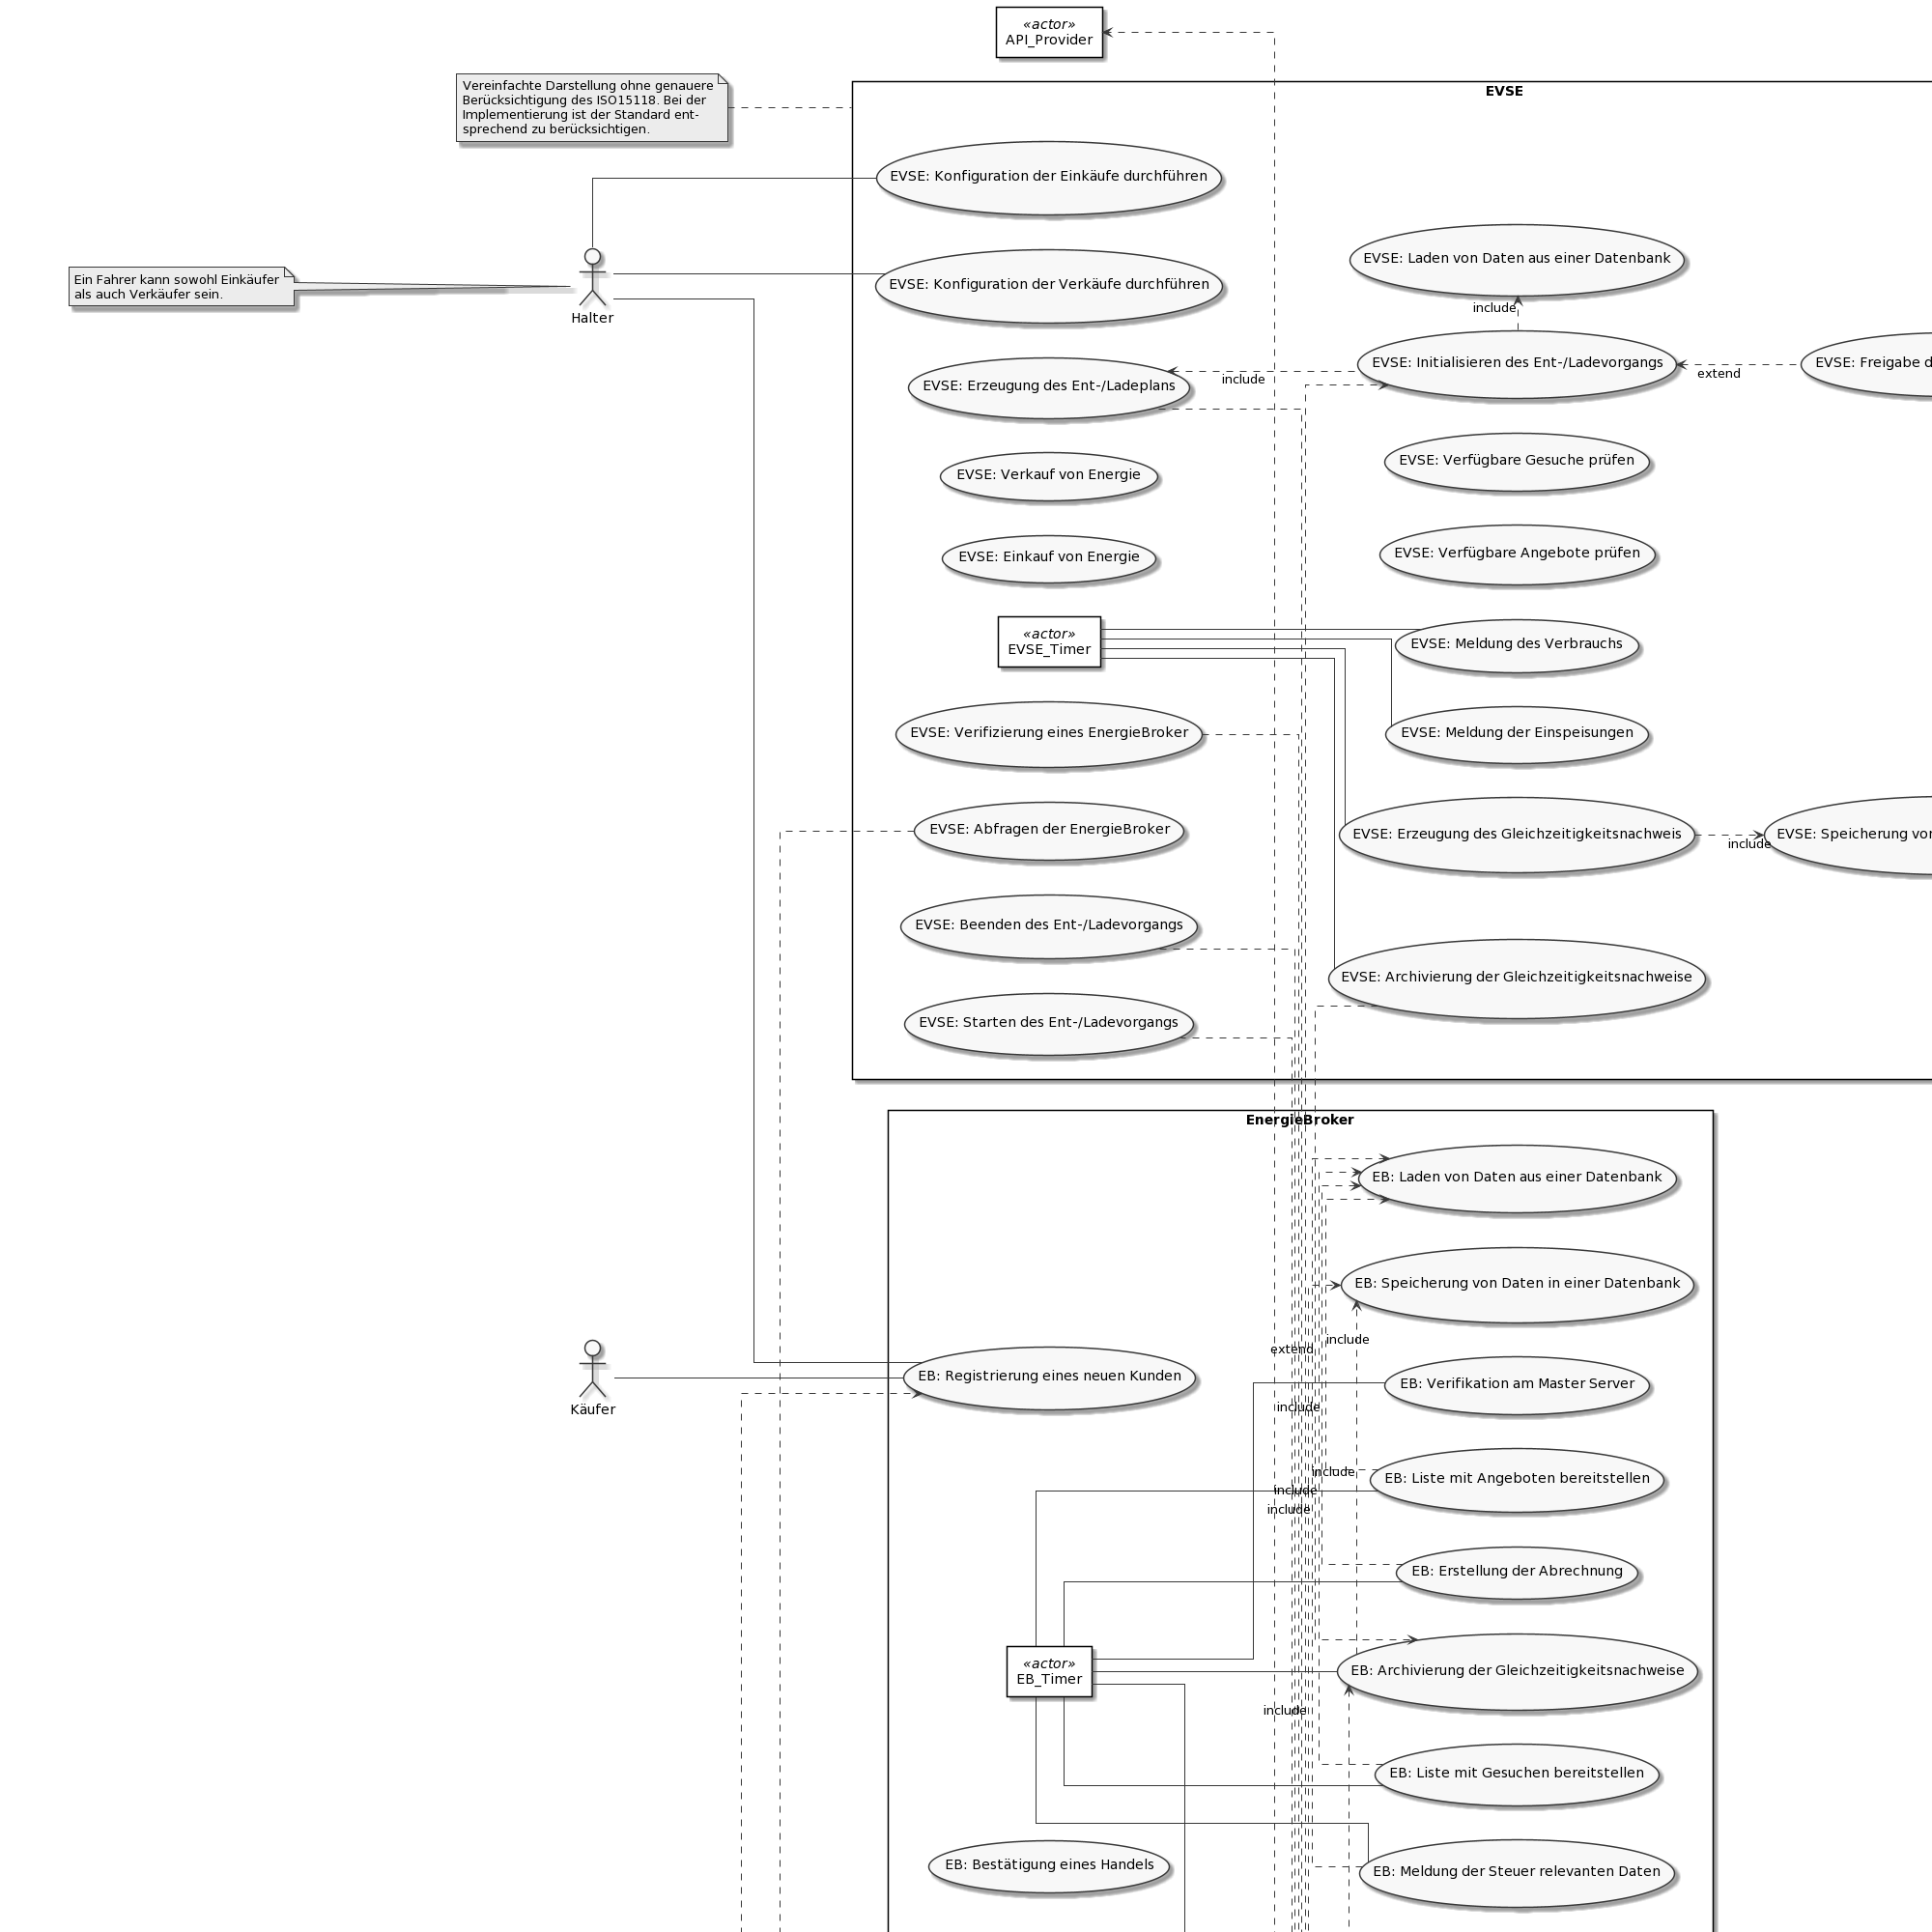 «actor»
API_Provider
EVSE
Vereinfachte Darstellung ohne genauere
Berücksichtigung des ISO15118. Bei der
Implementierung ist der Standard ent-
sprechend zu berücksichtigen.
EVSE: Konfiguration der Einkäufe durchführen
EVSE: Laden von Daten aus einer Datenbank
Ein Fahrer kann sowohl Einkäufer
als auch Verkäufer sein.
Halter
EVSE: Konfiguration der Verkäufe durchführen
include
EVSE: Initialisieren des Ent-/Ladevorgangs
EVSE: Freigabe d
extend
include
EVSE: Erzeugung des Ent-/Ladeplans
EVSE: Verfügbare Gesuche prüfen
EVSE: Verkauf von Energie
EVSE: Verfügbare Angebote prüfen
EVSE: Einkauf von Energie
«actor»
EVSE_Timer
EVSE: Meldung des Verbrauchs
EVSE: Verifizierung eines EnergieBroker
EVSE: Meldung der Einspeisungen
EVSE: Abfragen der EnergieBroker
EVSE: Erzeugung des Gleichzeitigkeitsnachweis
include
EVSE: Speicherung vor
EVSE: Beenden des Ent-/Ladevorgangs
EVSE: Archivierung der Gleichzeitigkeitsnachweise
EVSE: Starten des Ent-/Ladevorgangs
EnergieBroker
EB: Laden von Daten aus einer Datenbank
EB: Speicherung von Daten in einer Datenbank
include
extend
Käufer
EB: Registrierung eines neuen Kunden
EB: Verifikation am Master Server
include
include
EB: Liste mit Angeboten bereitstellen
include
include
EB: Erstellung der Abrechnung
«actor»
EB_Timer
EB: Archivierung der Gleichzeitigkeitsnachweise
include
EB: Liste mit Gesuchen bereitstellen
EB: Bestätigung eines Handels
EB: Meldung der Steuer relevanten Daten